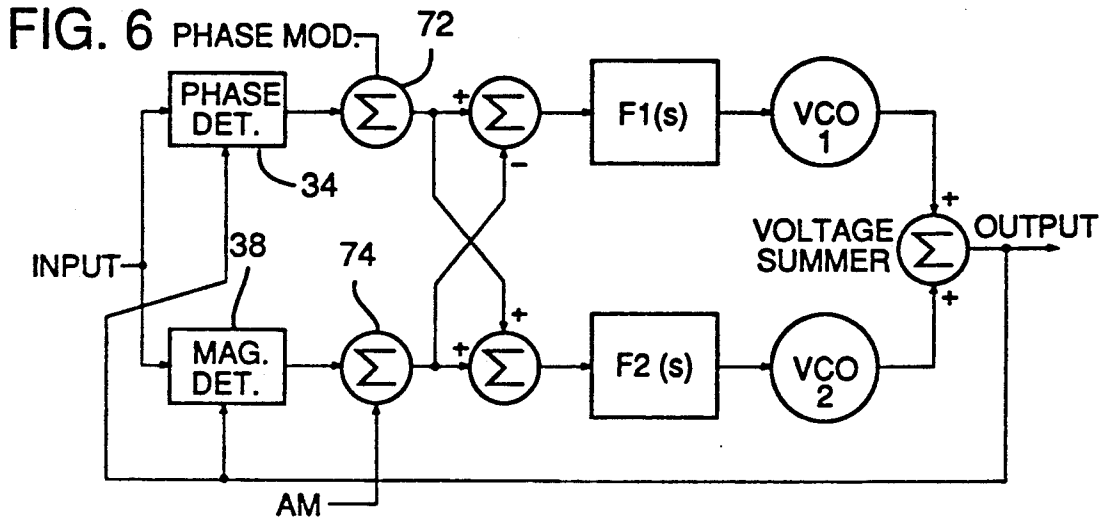 FIG. 6
PHASE MOD.
72
PHASE
DET.
Σ
+
Σ
-
F1(s)
VCO
1
34
+
VOLTAGE
SUMMER
Σ
OUTPUT
+
INPUT
38
74
MAG.
DET.
Σ
+
+
Σ
F2 (s)
VCO
2
AM